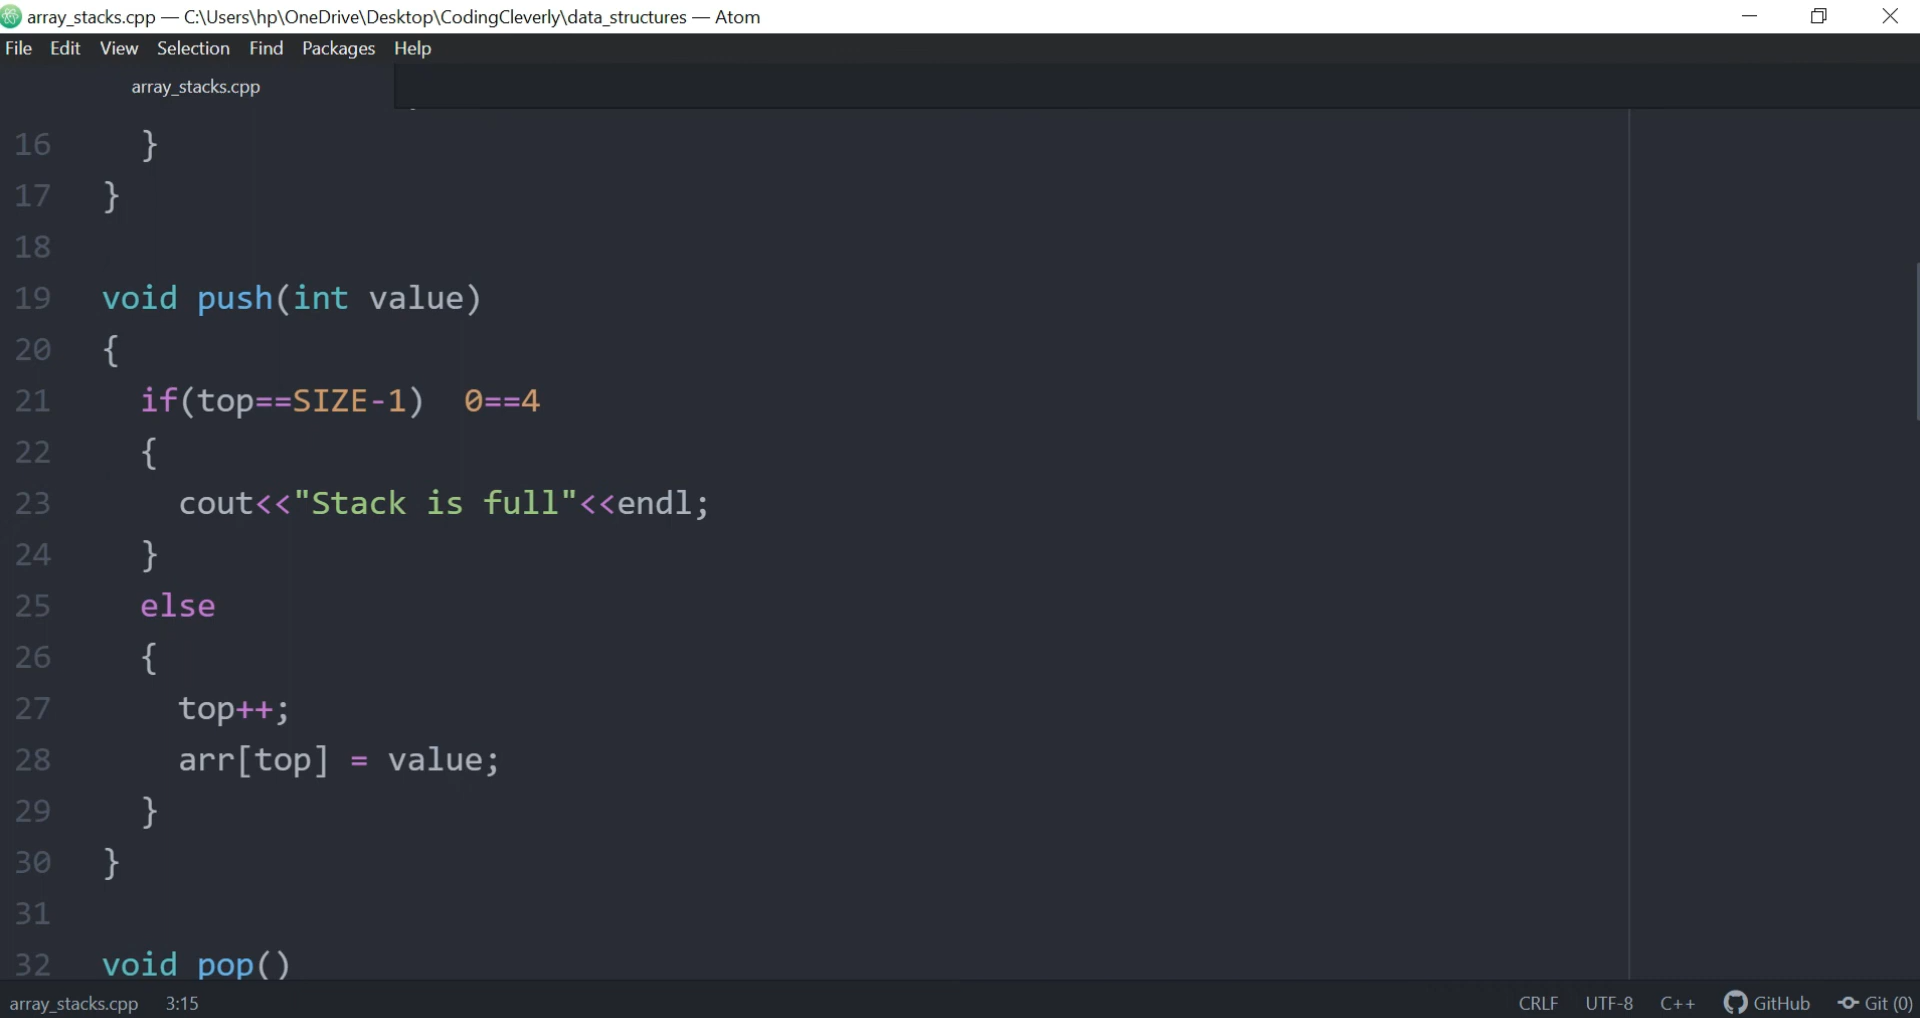 array_stacks.cpp — C:\Users\hp\OneDrive\Desktop\CodingCleverly\data_structures — Atom
File Edit View Selection Find Packages Help
array_stacks.cpp
16 }
17 }
18
19 void push(int value)
20 {
21 if(top==SIZE-1) 0==4
22 {
23 cout<<"Stack is full"<<endl;
24 }
25 else
26 {
27 top++;
28 arr[top] = value;
29 }
30 }
31
32 void pop()
array_stacks.cpp 3:15 CRLF UTF-8 C++ GitHub Git (0)